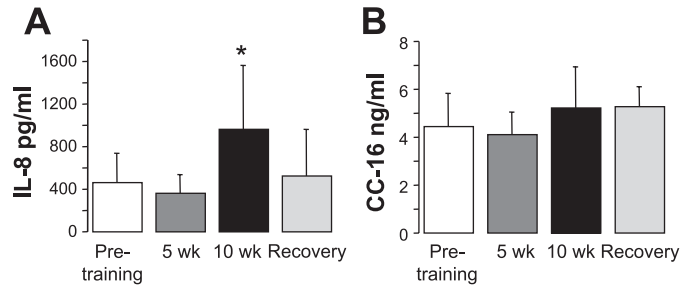 A
IL-8 pg/ml
1600
1200
800
400
0
*
Pre-
training
5 wk
10 wk
Recovery
B
CC-16 ng/ml
8
6
4
2
0
Pre-
training
5 wk
10 wk
Recovery